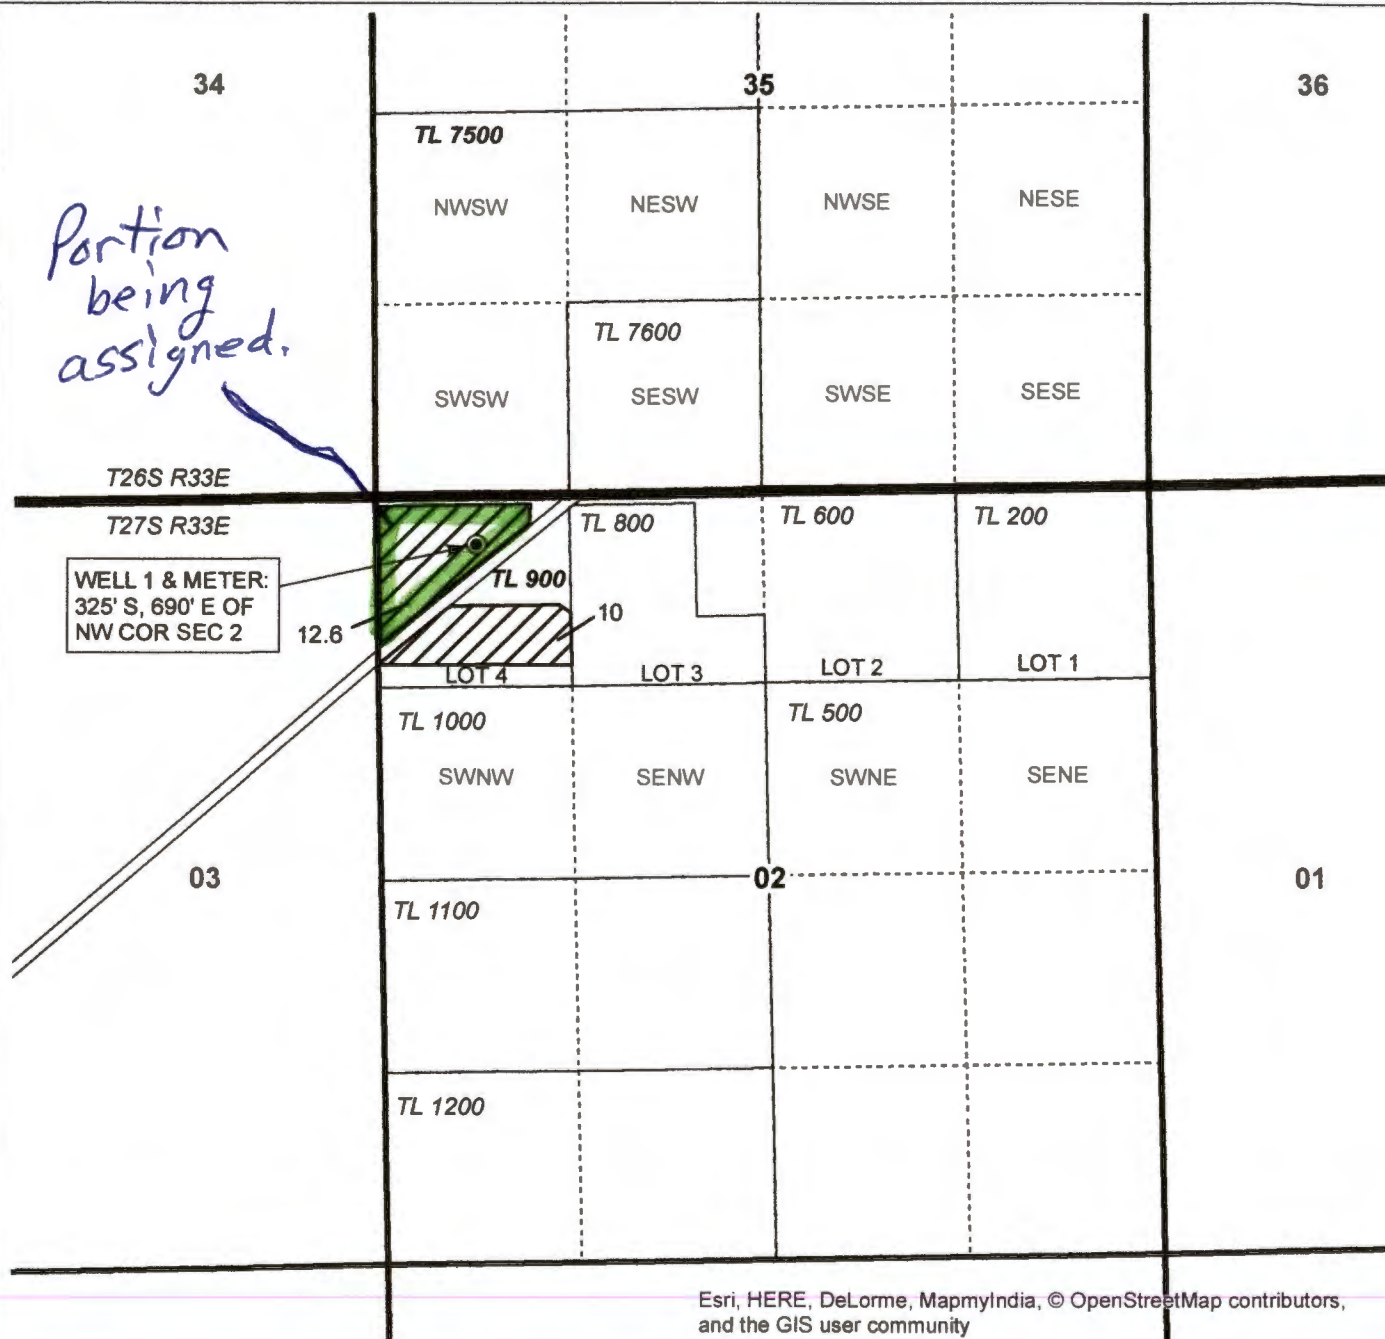 34
35
36
TL 7500
NWSW
NESW
NWSE
NESE
Portion
being
assigned.
TL 7600
SWSW
SESW
SWSE
SESE
T26S R33E
T27S R33E
TL 800
TL 600
TL 200
WELL 1 & METER:
325' S, 690' E OF
NW COR SEC 2
TL 900
12.6
10
LOT 4
LOT 3
LOT 2
LOT 1
TL 1000
TL 500
SWNW
SENW
SWNE
SENE
03
02
01
TL 1100
TL 1200
Esri, HERE, DeLorme, MapmyIndia, © OpenStreetMap contributors,
and the GIS user community